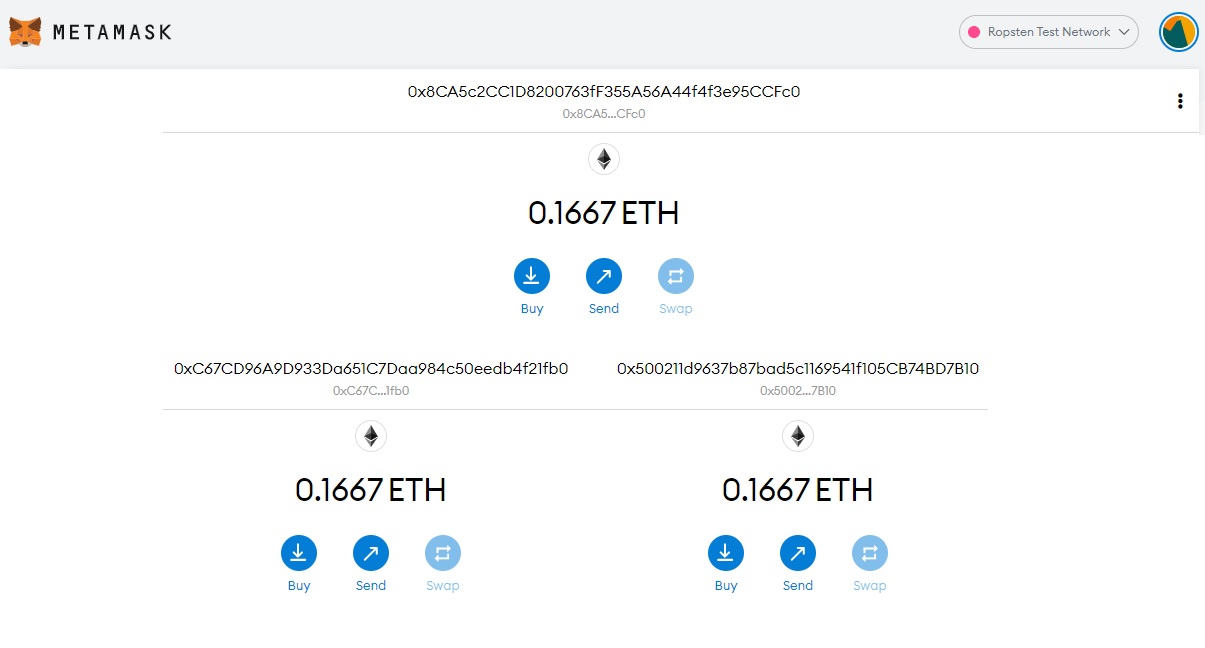 METAMASK
Ropsten Test Network
0x8CA5c2CC1D8200763fF355A56A44f4f3e95CCFc0
0x8CA5...CFc0
0.1667 ETH
Buy Send Swap
0xC67CD96A9D933Da651C7Daa984c50eedb4f21fb0 0x500211d9637b87bad5c1169541f105CB74BD7B10
0xC67C...1fb0 0x5002...7B10
0.1667 ETH 0.1667 ETH
Buy Send Swap Buy Send Swap